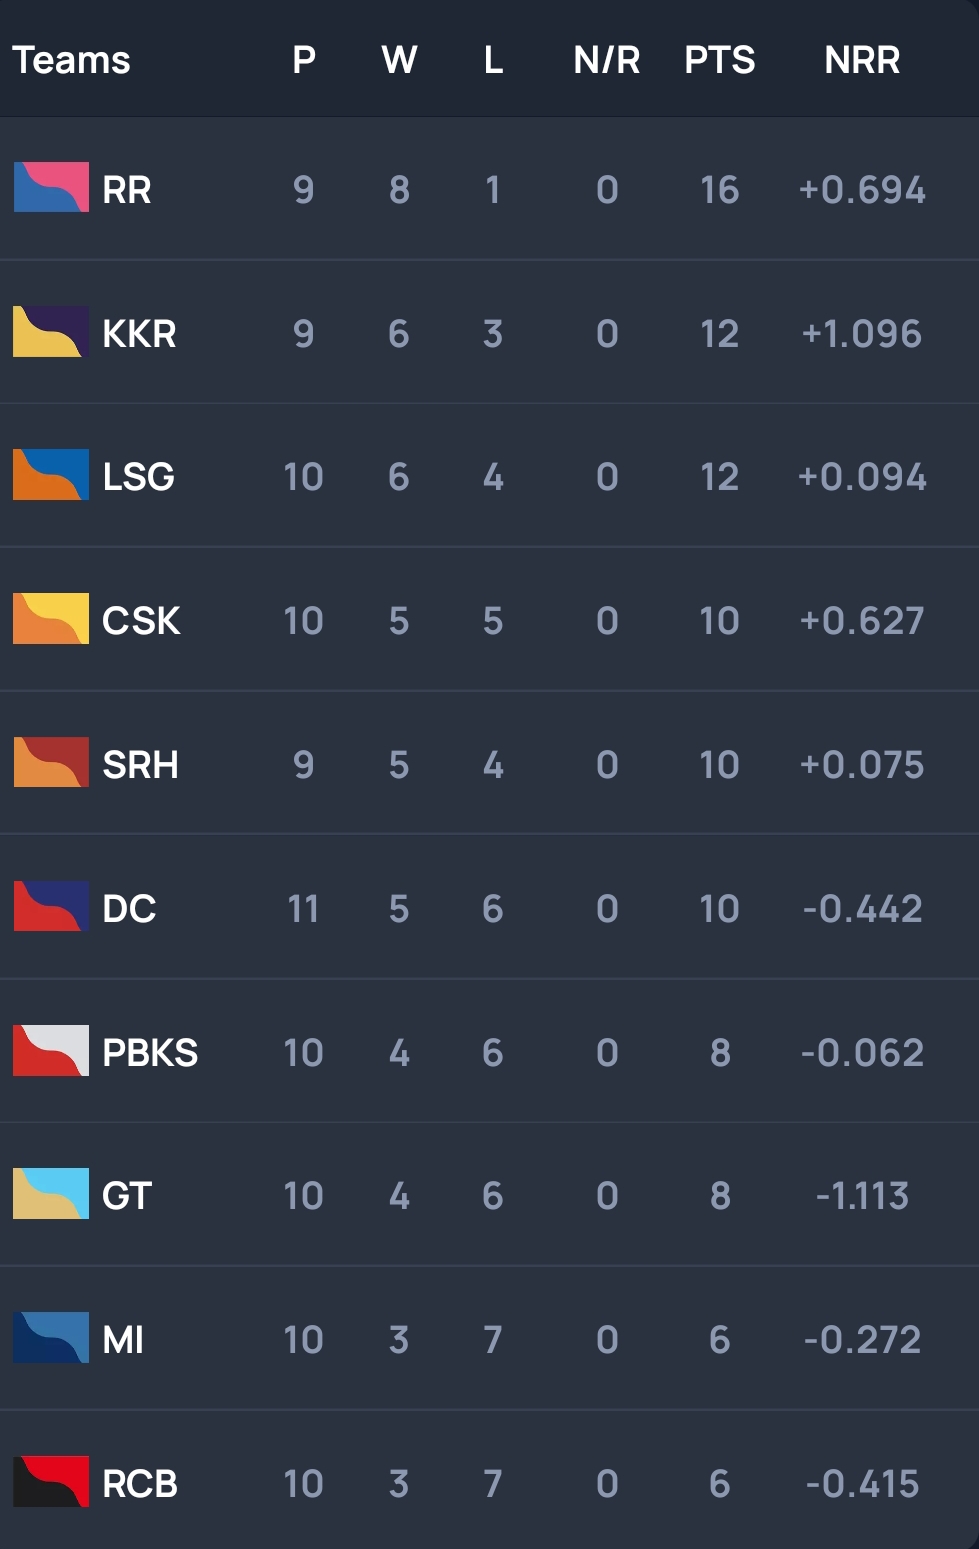 Teams P W L N/R PTS NRR
RR 9 8 1 0 16 +0.694
KKR 9 6 3 0 12 +1.096
LSG 10 6 4 0 12 +0.094
CSK 10 5 5 0 10 +0.627
SRH 9 5 4 0 10 +0.075
DC 11 5 6 0 10 -0.442
PBKS 10 4 6 0 8 -0.062
GT 10 4 6 0 8 -1.113
MI 10 3 7 0 6 -0.272
RCB 10 3 7 0 6 -0.415